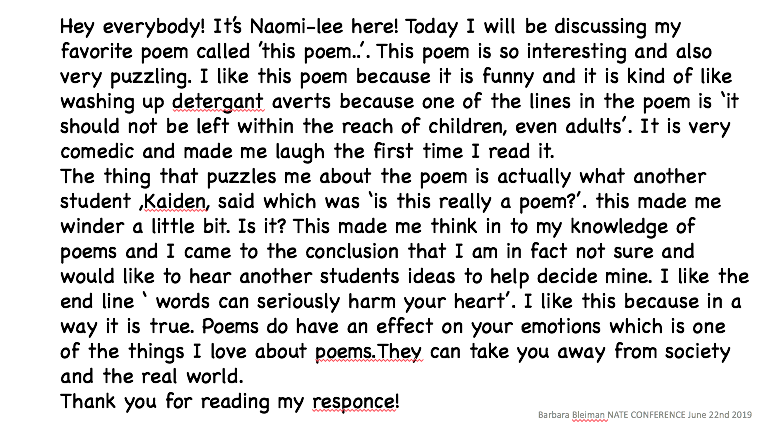 Hey everybody! It's Naomi-lee here! Today I will be discussing my
favorite poem called 'this poem..'. This poem is so interesting and also
very puzzling. I like this poem because it is funny and it is kind of like
washing up detergant averts because one of the lines in the poem is 'it
should not be left within the reach of children, even adults'. It is very
comedic and made me laugh the first time I read it.
The thing that puzzles me about the poem is actually what another
student ,Kaiden, said which was 'is this really a poem?'. this made me
winder a little bit. Is it? This made me think in to my knowledge of
poems and I came to the conclusion that I am in fact not sure and
would like to hear another students ideas to help decide mine. I like the
end line ' words can seriously harm your heart'. I like this because in a
way it is true. Poems do have an effect on your emotions which is one
of the things I love about poems.They can take you away from society
and the real world.
Thank you for reading my responce!
Barbara Bleiman NATE CONFERENCE June 22nd 2019